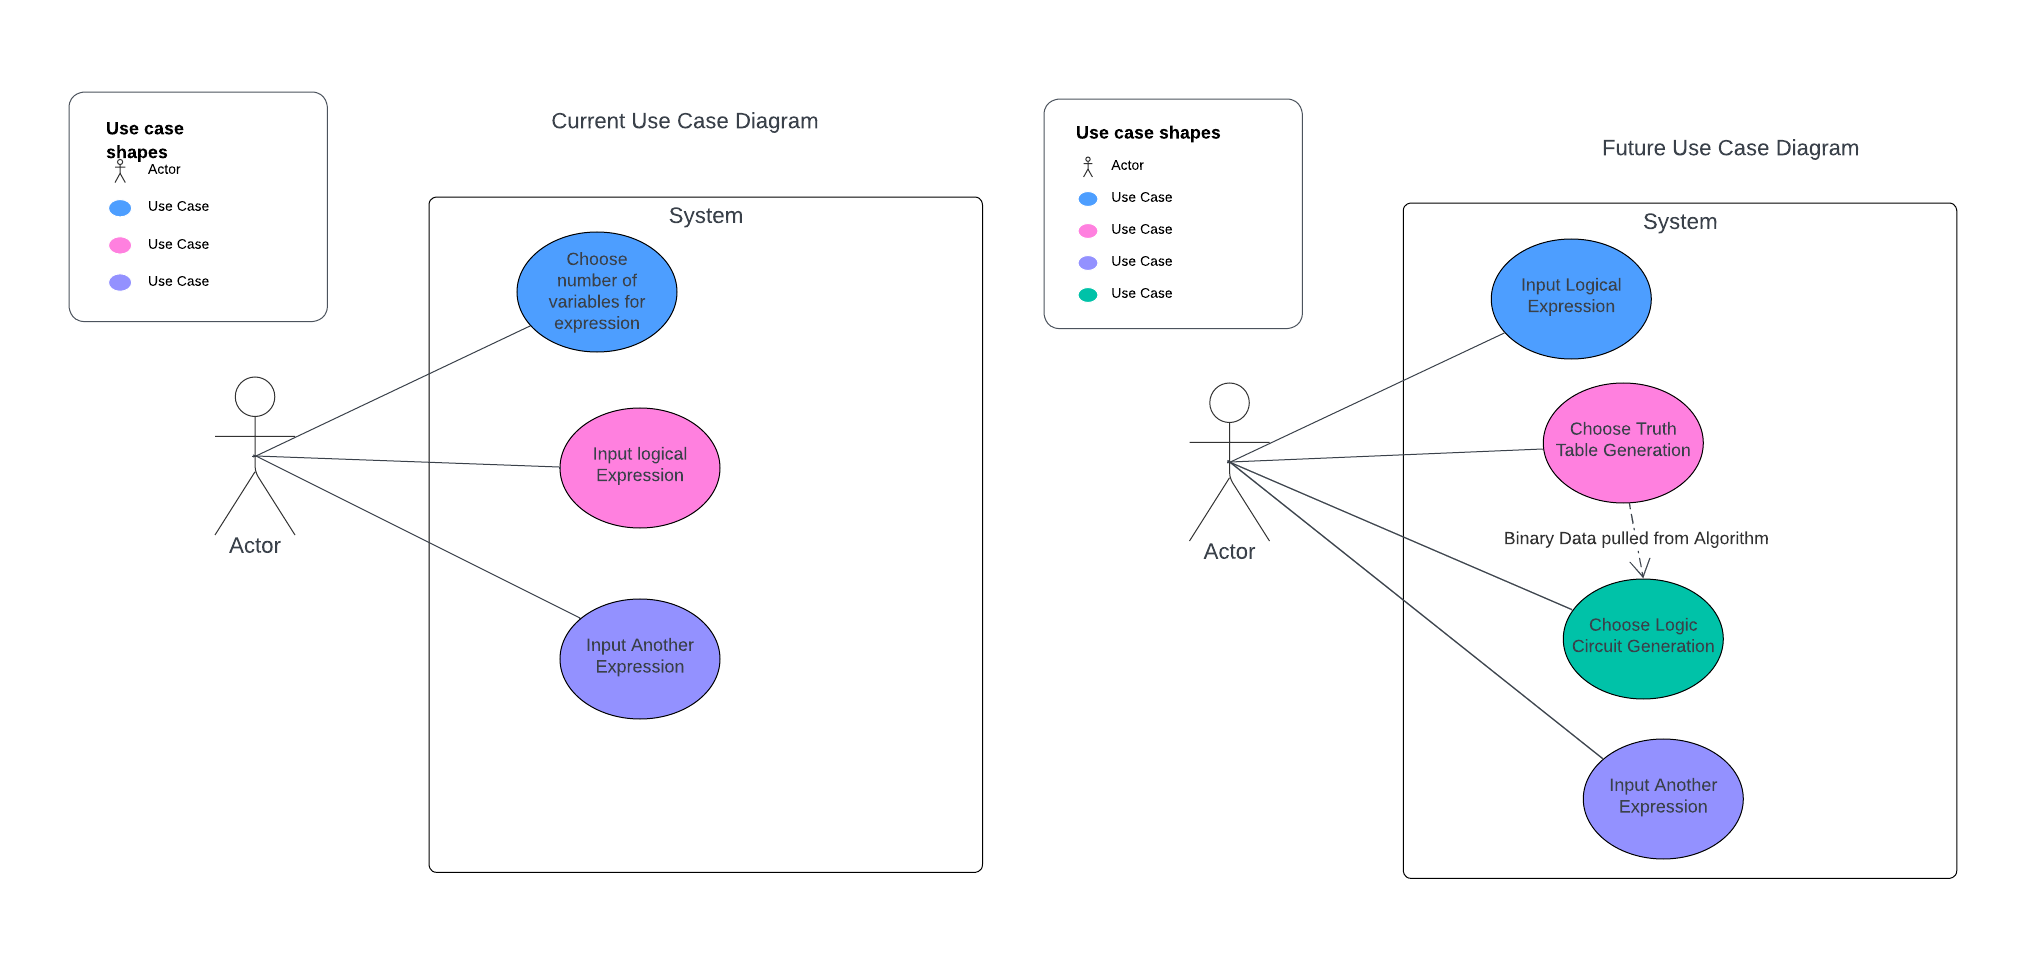 Use case
shapes
Actor
Use Case
Use Case
Use Case
Current Use Case Diagram
System
Choose
number of
variables for
expression
Input logical
Expression
Input Another
Expression
Actor
Use case shapes
Actor
Use Case
Use Case
Use Case
Use Case
Future Use Case Diagram
System
Input Logical
Expression
Choose Truth
Table Generation
Binary Data pulled from Algorithm
Choose Logic
Circuit Generation
Input Another
Expression
Actor